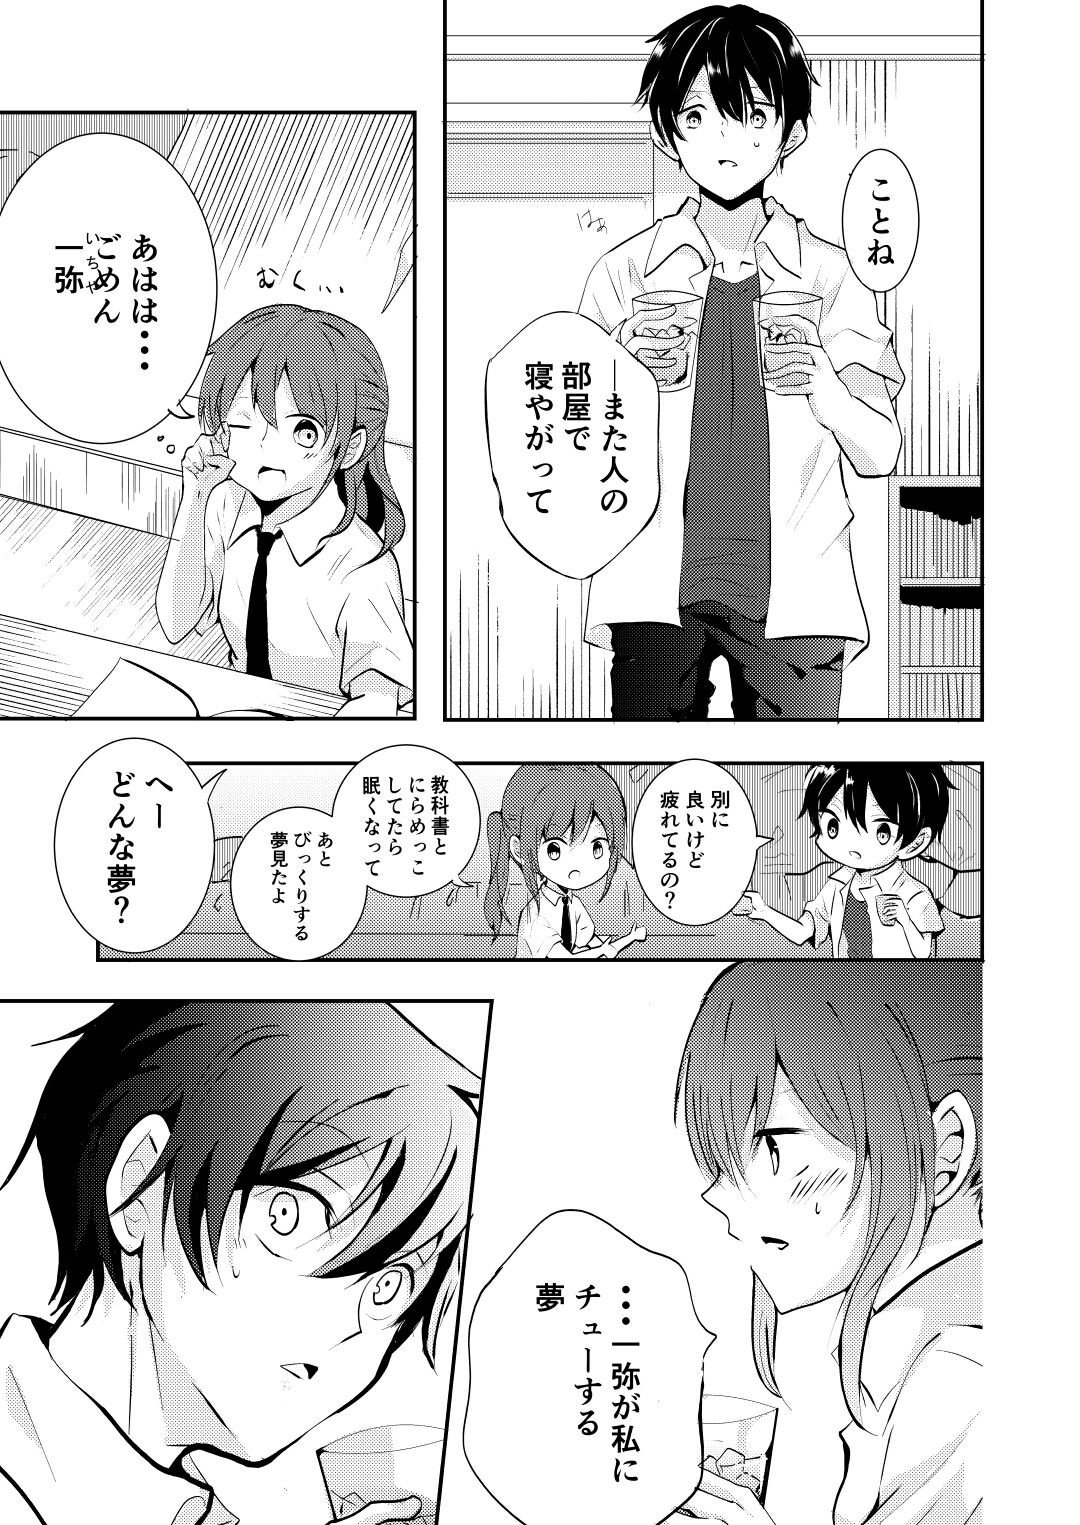 ことね
はぁ
―また人の
部屋で
寝やがって
むく…
あはは…
ごめん
一弥
いちや
別に
良いけど
疲れてるの?
教科書と
にらめっこ
してたら
眠くなって
あと
びっくりする
夢見たよ
へー
どんな夢?
…一弥が私に
チューする
夢